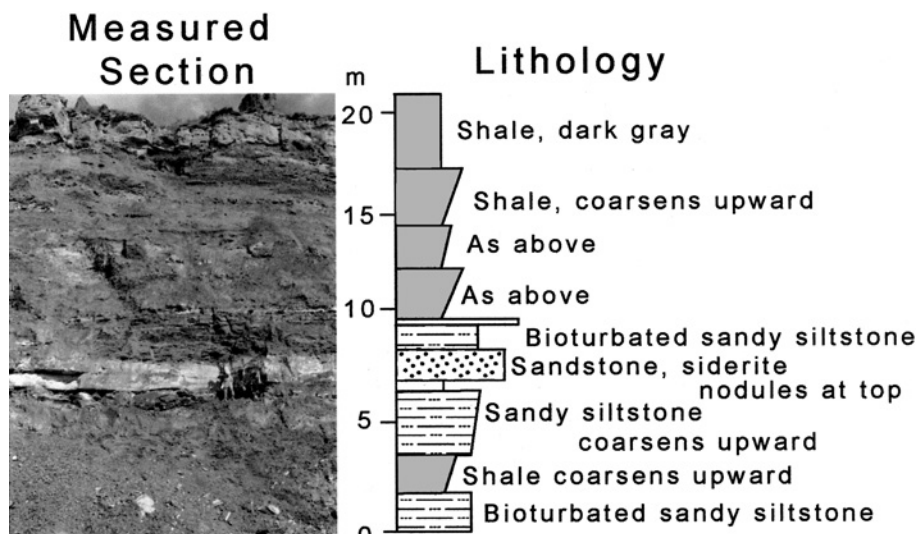 Measured
Section
m
Lithology
20
Shale, dark gray
Shale, coarsens upward
15
As above
As above
10
Bioturbated sandy siltstone
Sandstone, siderite
nodules at top
5
Sandy siltstone
coarsens upward
Shale coarsens upward
Bioturbated sandy siltstone
0